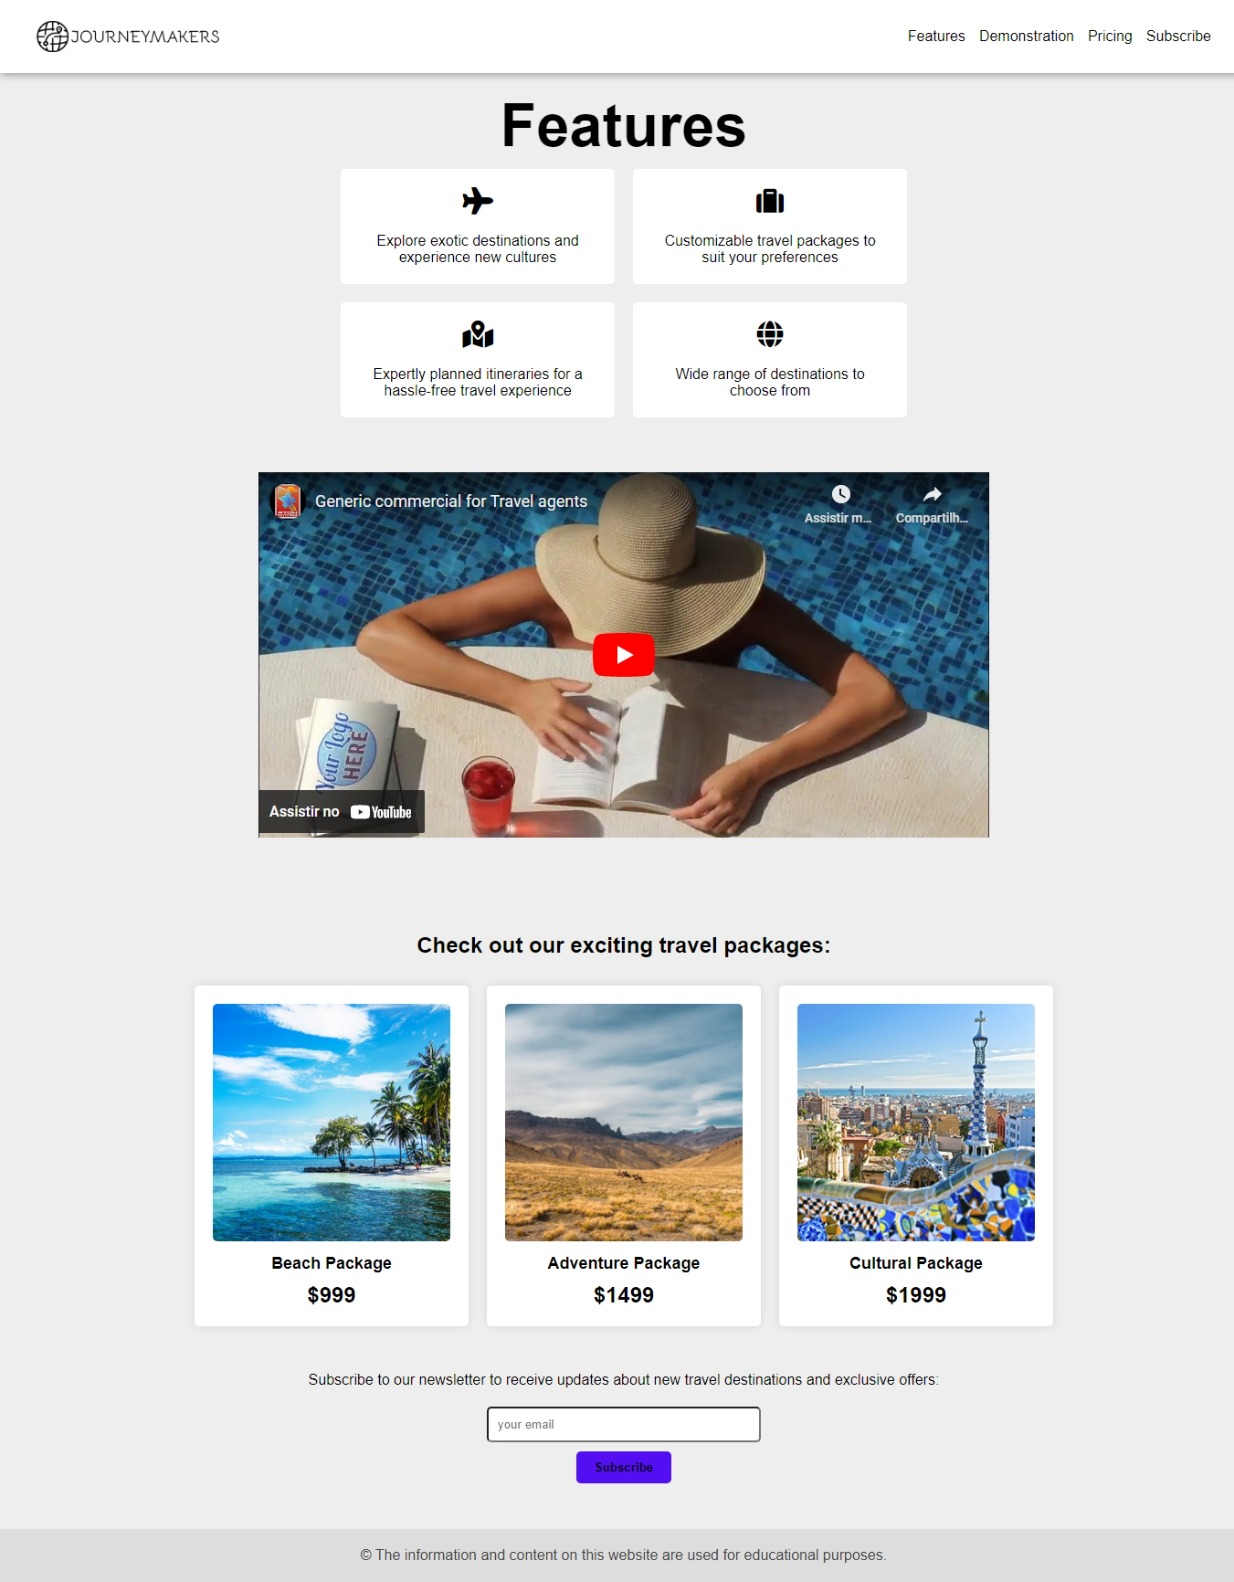 JOURNEYMAKERS
Features Demonstration Pricing Subscribe
Features
Explore exotic destinations and
experience new cultures
Customizable travel packages to
suit your preferences
Expertly planned itineraries for a
hassle-free travel experience
Wide range of destinations to
choose from
Generic commercial for Travel agents
Assistir m...
Compartilh...
Your Logo
HERE
Assistir no YouTube
Check out our exciting travel packages:
Beach Package
$999
Adventure Package
$1499
Cultural Package
$1999
Subscribe to our newsletter to receive updates about new travel destinations and exclusive offers:
your email
Subscribe
© The information and content on this website are used for educational purposes.